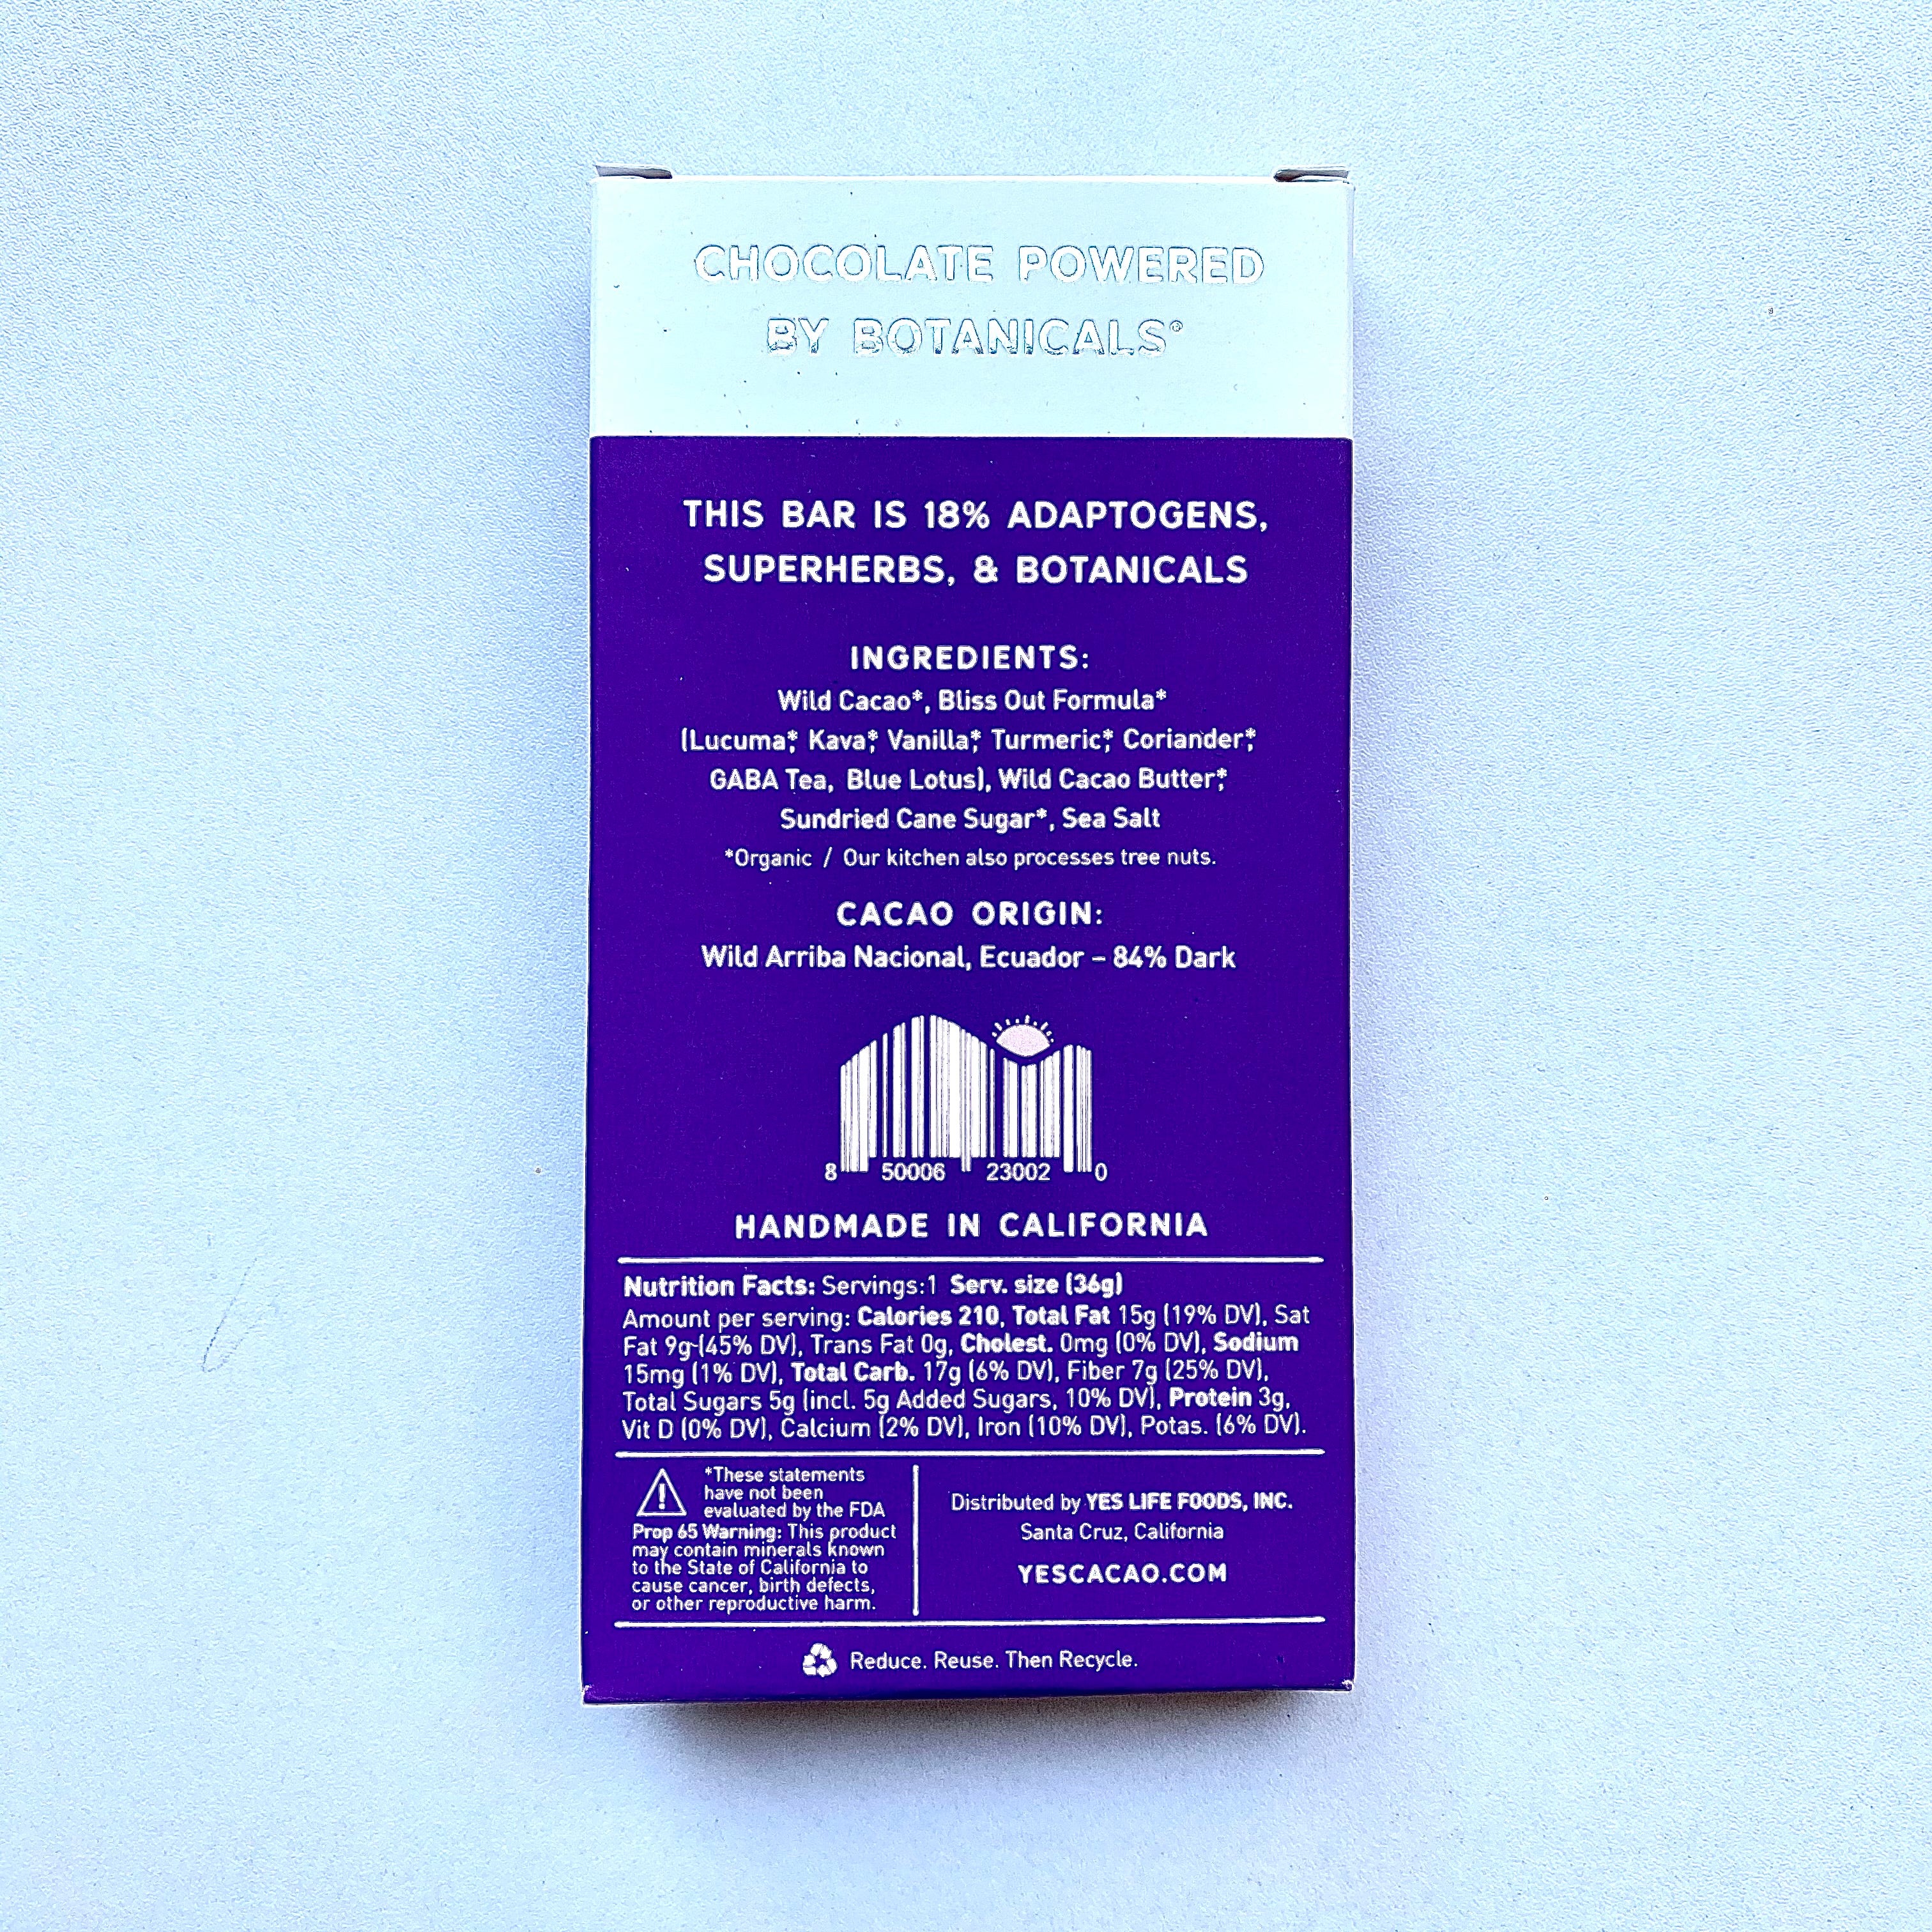 CHOCOLATE POWERED
BY BOTANICALS®
THIS BAR IS 18% ADAPTOGENS,
SUPERHERBS, & BOTANICALS
INGREDIENTS:
Wild Cacao*, Bliss Out Formula*
(Lucuma*, Kava*, Vanilla*, Turmeric*, Coriander*,
GABA Tea, Blue Lotus), Wild Cacao Butter*,
Sundried Cane Sugar*, Sea Salt
*Organic / Our kitchen also processes tree nuts.
CACAO ORIGIN:
Wild Arriba Nacional, Ecuador – 84% Dark
8 50006 23002 0
HANDMADE IN CALIFORNIA
Nutrition Facts: Servings:1 Serv. size (36g)
Amount per serving: Calories 210, Total Fat 15g (19% DV), Sat
Fat 9g (45% DV), Trans Fat 0g, Cholest. 0mg (0% DV), Sodium
15mg (1% DV), Total Carb. 17g (6% DV), Fiber 7g (25% DV),
Total Sugars 5g (incl. 5g Added Sugars, 10% DV), Protein 3g,
Vit D (0% DV), Calcium (2% DV), Iron (10% DV), Potas. (6% DV).
*These statements
have not been
evaluated by the FDA
Prop 65 Warning: This product
may contain minerals known
to the State of California to
cause cancer, birth defects,
or other reproductive harm.
Distributed by YES LIFE FOODS, INC.
Santa Cruz, California
YESCACAO.COM
Reduce. Reuse. Then Recycle.